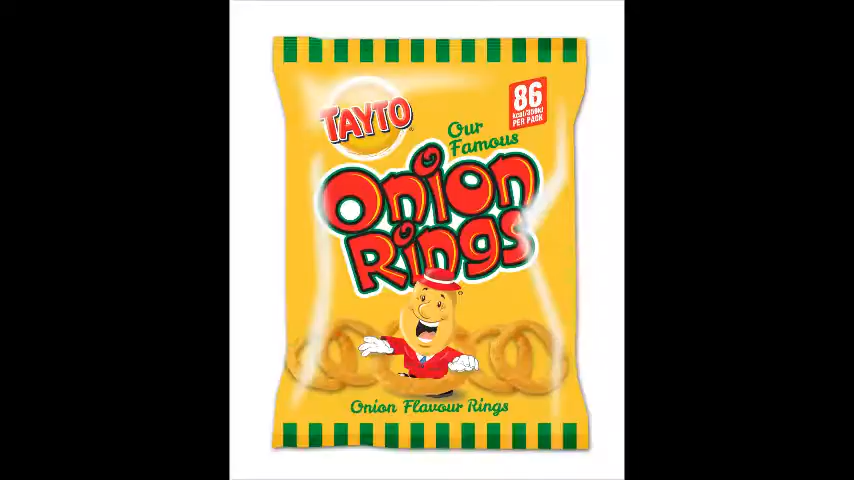 TAYTO
86
kcal/359kJ
PER PACK
Our
Famous
Onion
Rings
Onion Flavour Rings